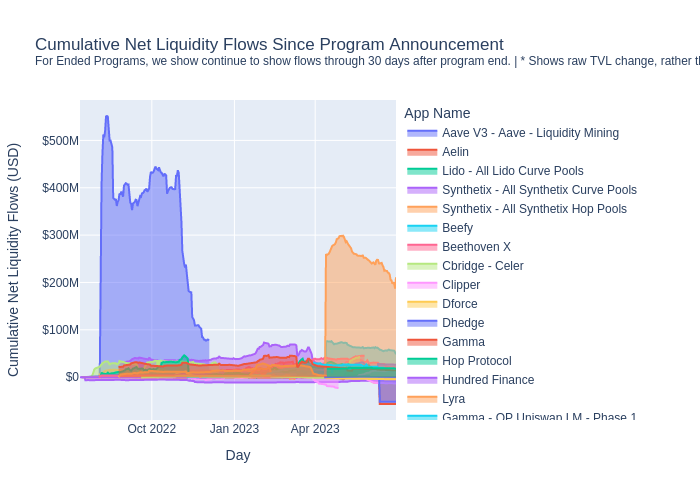 Cumulative Net Liquidity Flows Since Program Announcement
For Ended Programs, we show continue to show flows through 30 days after program end. | * Shows raw TVL change, rather
App Name
Aave V3 - Aave - Liquidity Mining
Aelin
Lido - All Lido Curve Pools
Synthetix - All Synthetix Curve Pools
Synthetix - All Synthetix Hop Pools
Beefy
Beethoven X
Cbridge - Celer
Clipper
Dforce
Dhedge
Gamma
Hop Protocol
Hundred Finance
Lyra
Gamma - OP Uniswap LM - Phase 1
Cumulative Net Liquidity Flows (USD)
$500M
$400M
$300M
$200M
$100M
$0
Oct 2022
Jan 2023
Apr 2023
Day